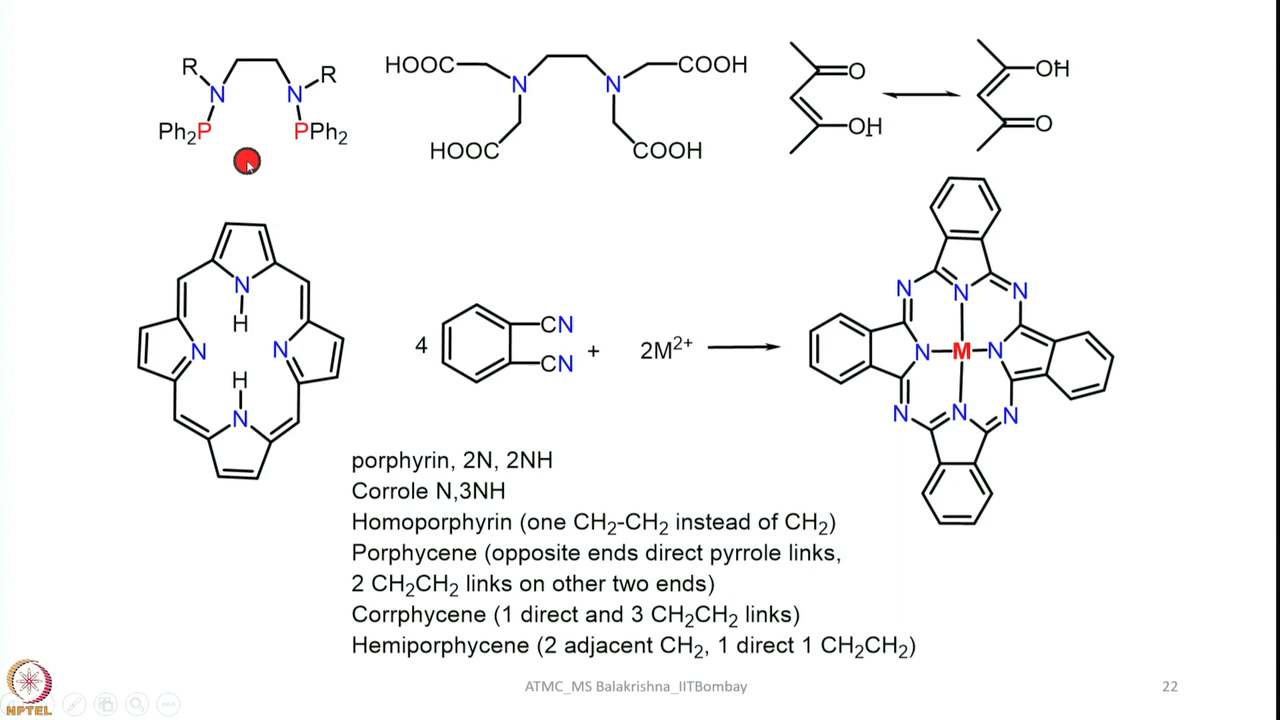 R
R
N
N
Ph₂P
PPh₂
HOOC
COOH
N
N
HOOC
COOH
O
OH
OH
O
N
H
N
N
H
N
4
CN
CN
+
2M²⁺
N
N
N
N
M
N
N
N
N
porphyrin, 2N, 2NH
Corrole N,3NH
Homoporphyrin (one CH₂-CH₂ instead of CH₂)
Porphycene (opposite ends direct pyrrole links,
2 CH₂CH₂ links on other two ends)
Corrphycene (1 direct and 3 CH₂CH₂ links)
Hemiporphycene (2 adjacent CH₂, 1 direct 1 CH₂CH₂)
NPTEL
ATMC_MS Balakrishna_IITBombay
22